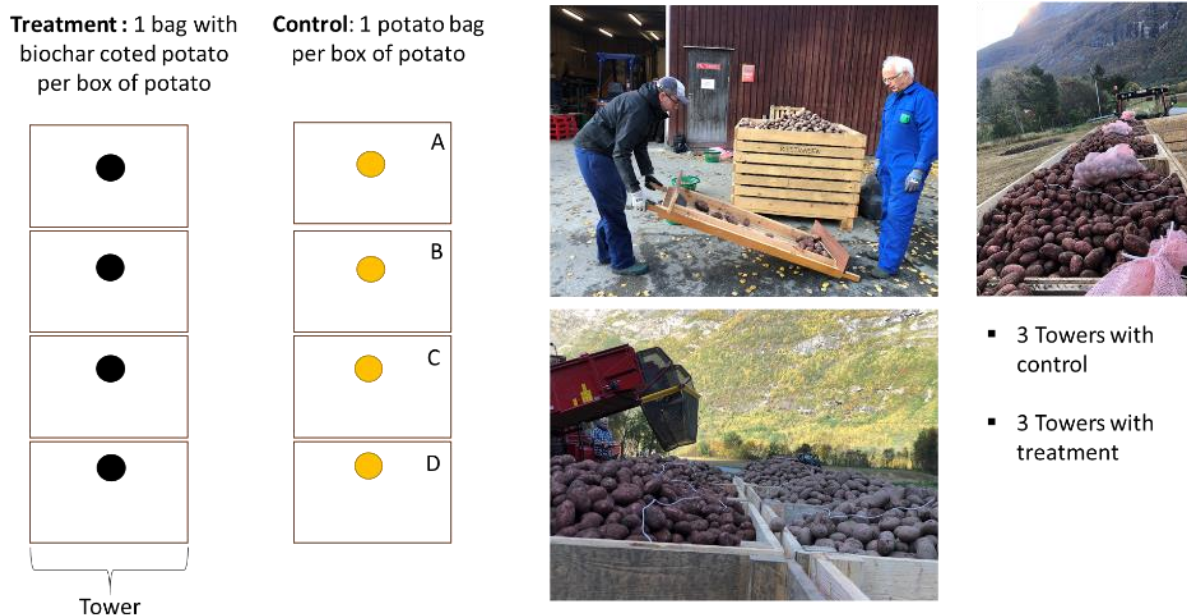 Treatment : 1 bag with
biochar coted potato
per box of potato
Control: 1 potato bag
per box of potato
A
B
C
D
Tower
▪ 3 Towers with
control
▪ 3 Towers with
treatment